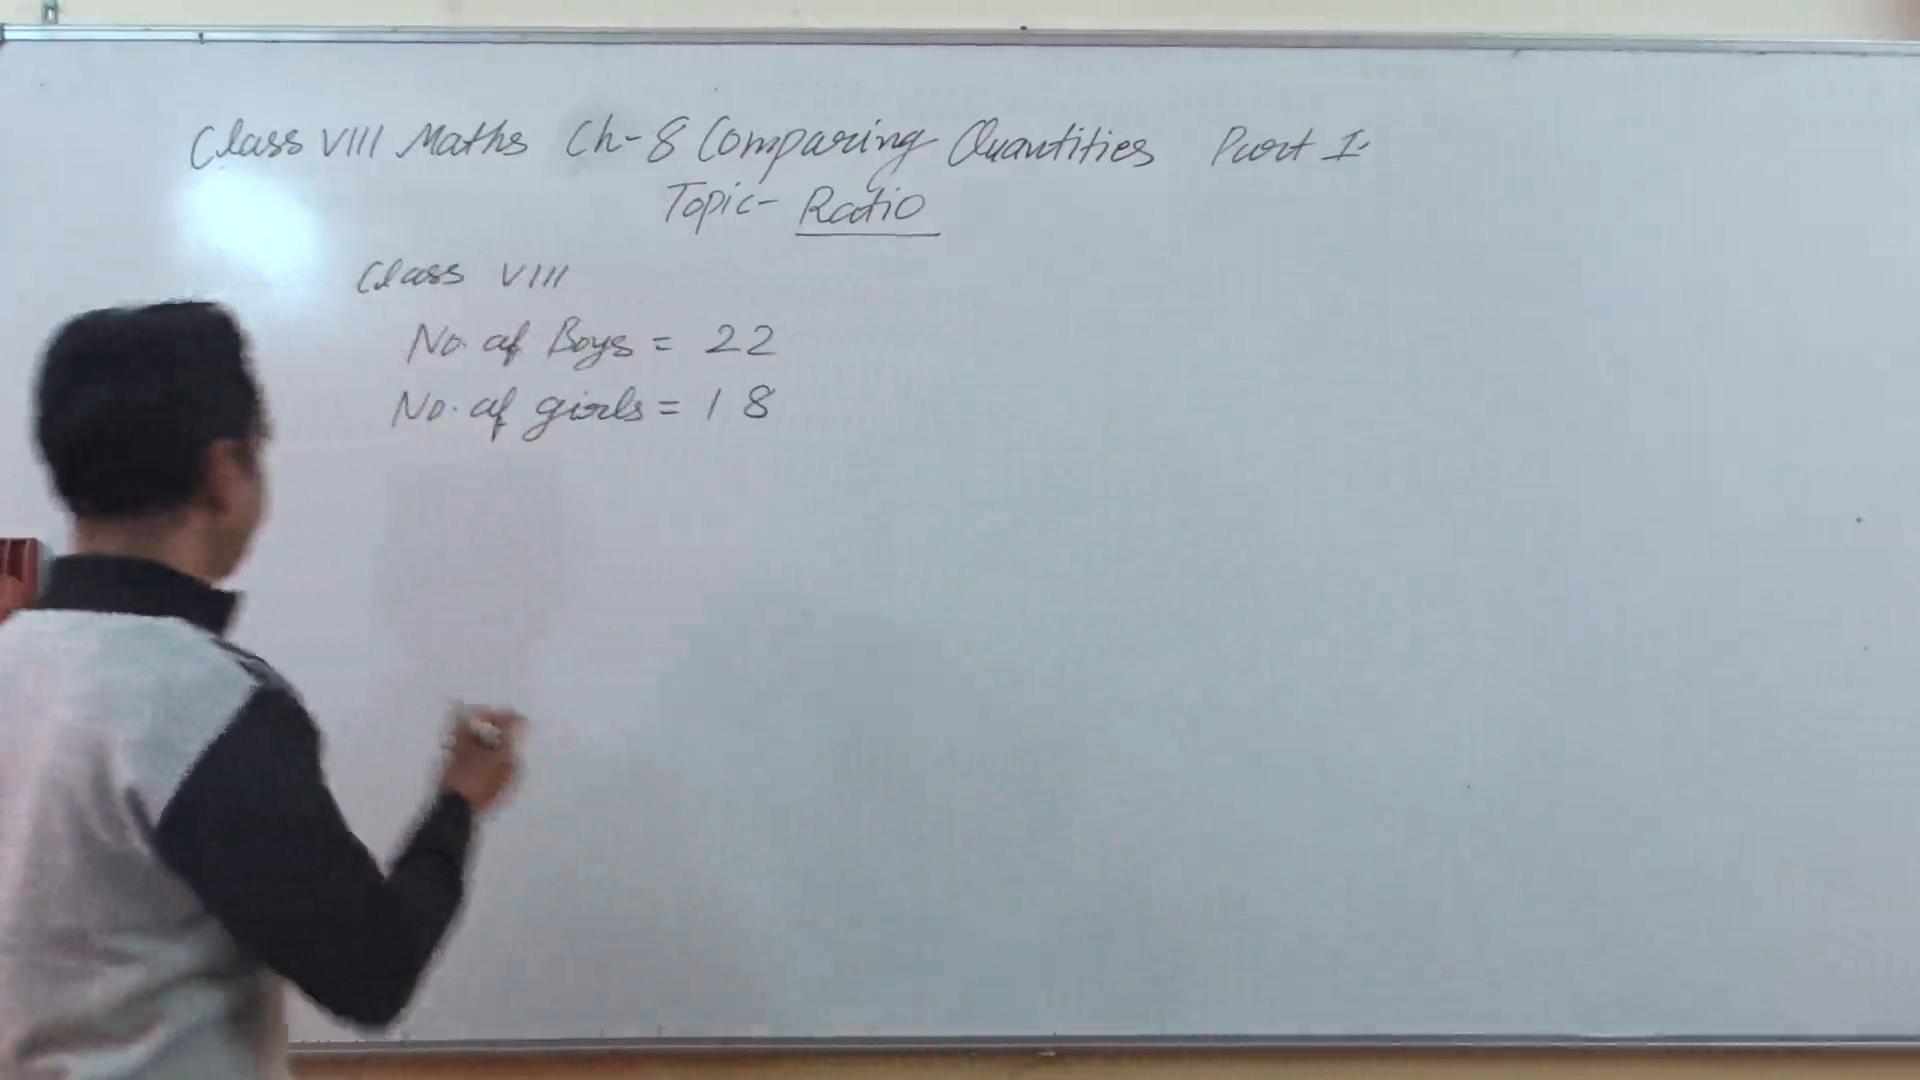 Class VIII Maths Ch-8 Comparing Quantities Part I.
Topic- Ratio
Class VIII
No. of Boys = 22
No. of girls = 18